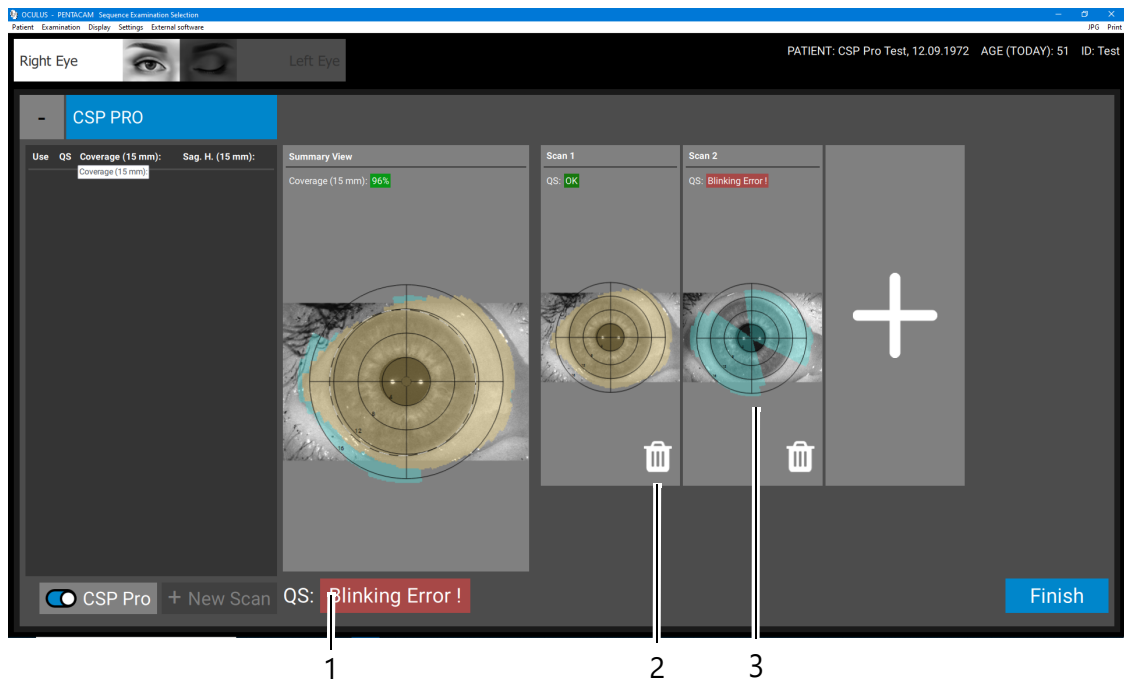 OCULUS - PENTACAM Sequence Examination Selection
Patient Examination Display Settings External software JPG Print
Right Eye Left Eye PATIENT: CSP Pro Test, 12.09.1972 AGE (TODAY): 51 ID: Test
- CSP PRO
Use QS Coverage (15 mm): Sag. H. (15 mm):
Coverage (15 mm):
Summary View
Coverage (15 mm): 96%
12
16
Scan 1
QS: OK
Scan 2
QS: Blinking Error !
CSP Pro + New Scan QS: Blinking Error ! Finish
1 2 3